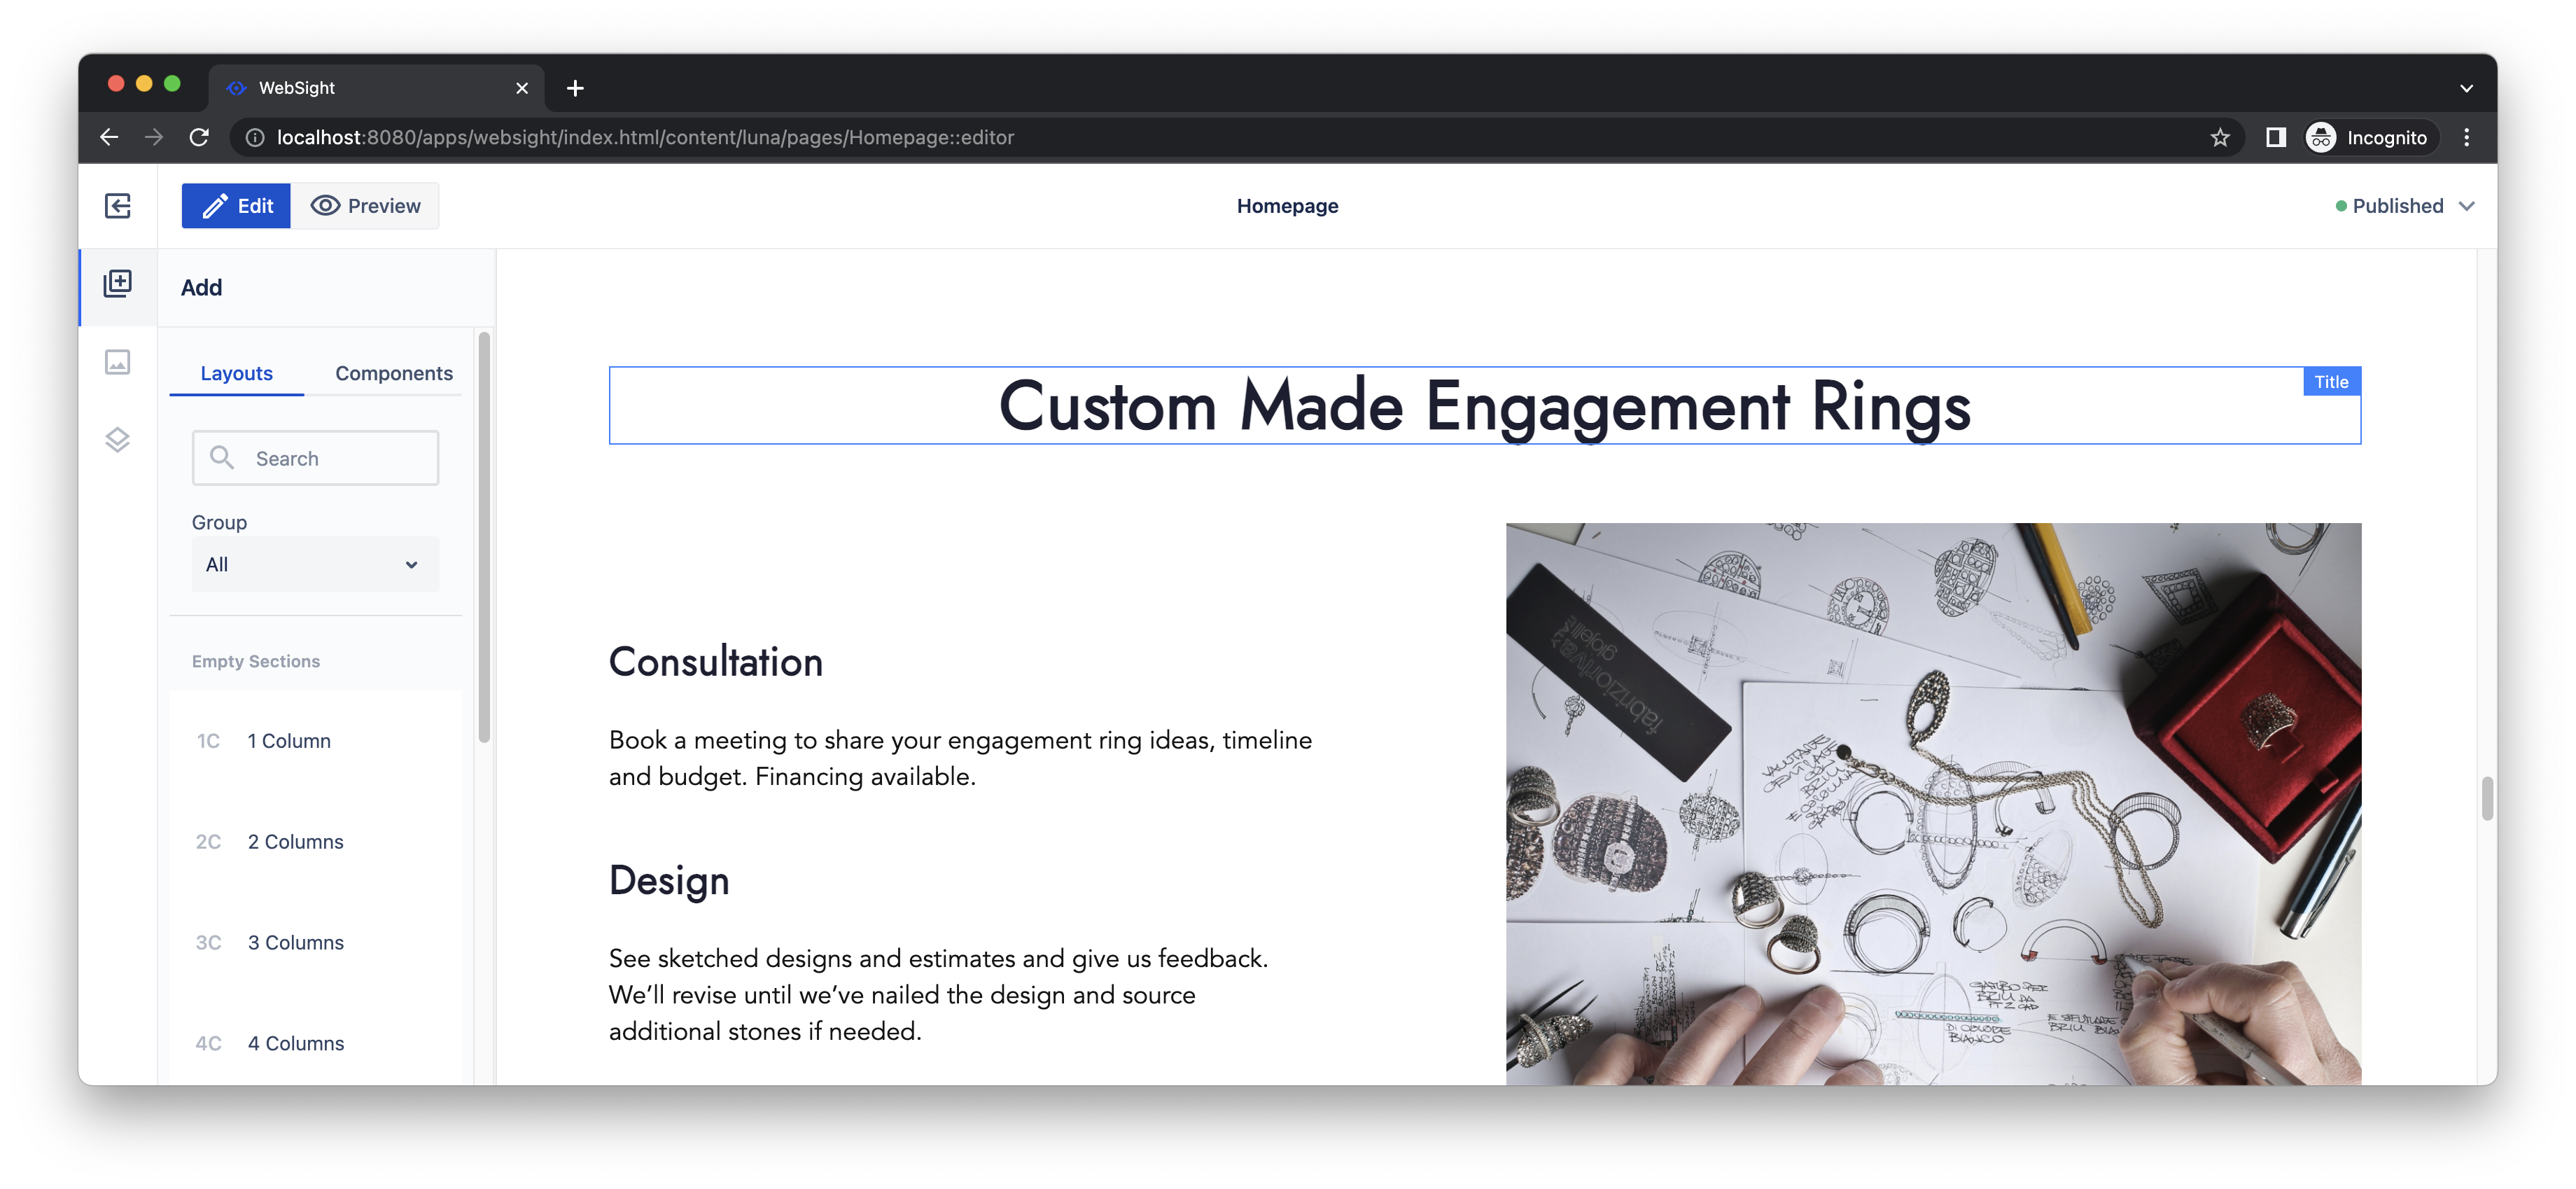 WebSight
localhost:8080/apps/websight/index.html/content/luna/pages/Homepage::editor
Incognito
Edit
Preview
Homepage
Published
Add
Layouts
Components
Search
Group
All
Empty Sections
1C 1 Column
2C 2 Columns
3C 3 Columns
4C 4 Columns
Title
Custom Made Engagement Rings
Consultation
Book a meeting to share your engagement ring ideas, timeline
and budget. Financing available.
Design
See sketched designs and estimates and give us feedback.
We’ll revise until we’ve nailed the design and source
additional stones if needed.
fabrizioriva
gioielli
BIANCO